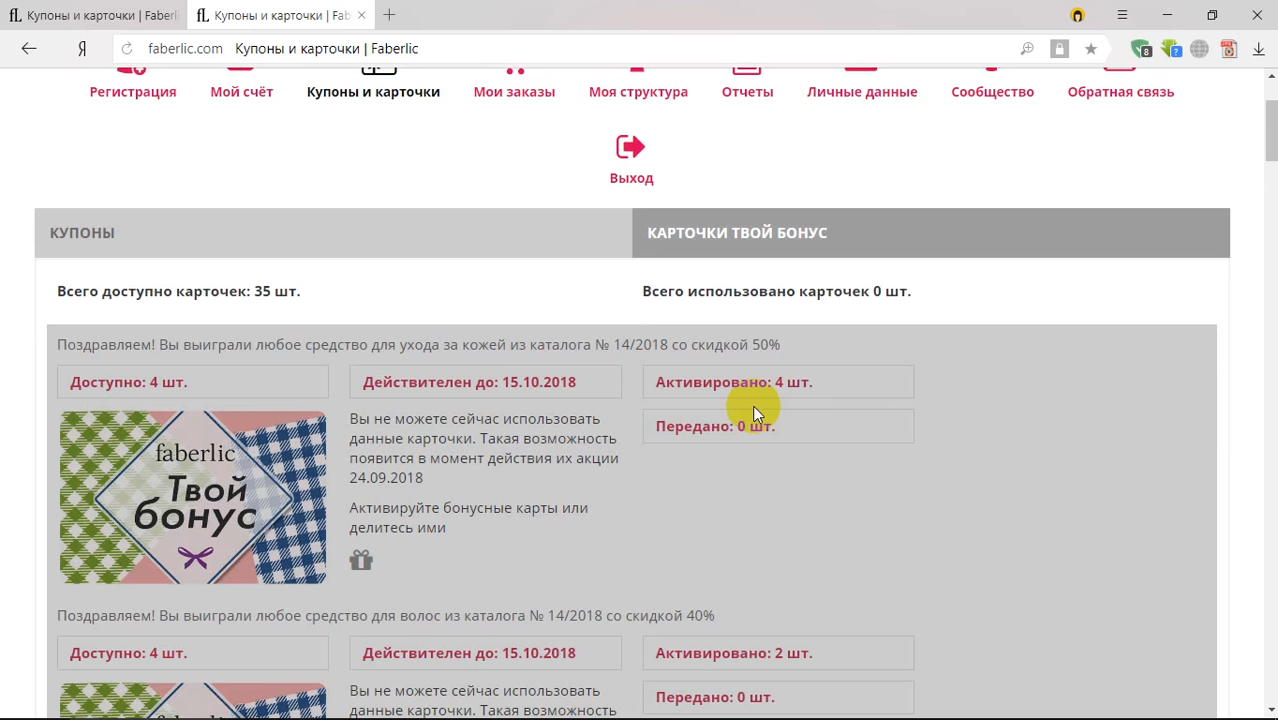 Купоны и карточки | Faberli
Купоны и карточки | Fab
Я
faberlic.com Купоны и карточки | Faberlic
8
?
Регистрация
Мой счёт
Купоны и карточки
Мои заказы
Моя структура
Отчеты
Личные данные
Сообщество
Обратная связь
Выход
КУПОНЫ
КАРТОЧКИ ТВОЙ БОНУС
Всего доступно карточек: 35 шт.
Всего использовано карточек 0 шт.
Поздравляем! Вы выиграли любое средство для ухода за кожей из каталога № 14/2018 со скидкой 50%
Доступно: 4 шт.
Действителен до: 15.10.2018
Активировано: 4 шт.
Передано: 0 шт.
Вы не можете сейчас использовать
данные карточки. Такая возможность
появится в момент действия их акции
24.09.2018
Активируйте бонусные карты или
делитесь ими
faberlic
Твой
бонус
Поздравляем! Вы выиграли любое средство для волос из каталога № 14/2018 со скидкой 40%
Доступно: 4 шт.
Действителен до: 15.10.2018
Активировано: 2 шт.
Передано: 0 шт.
Вы не можете сейчас использовать
данные карточки. Такая возможность